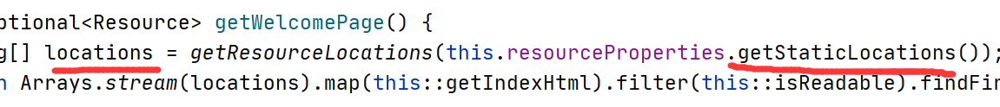 ptional<Resource> getWelcomePage() {
g[] locations = getResourceLocations(this.resourceProperties.getStaticLocations());
n Arrays.stream(locations).map(this::getIndexHtml).filter(this::isReadable).findFir